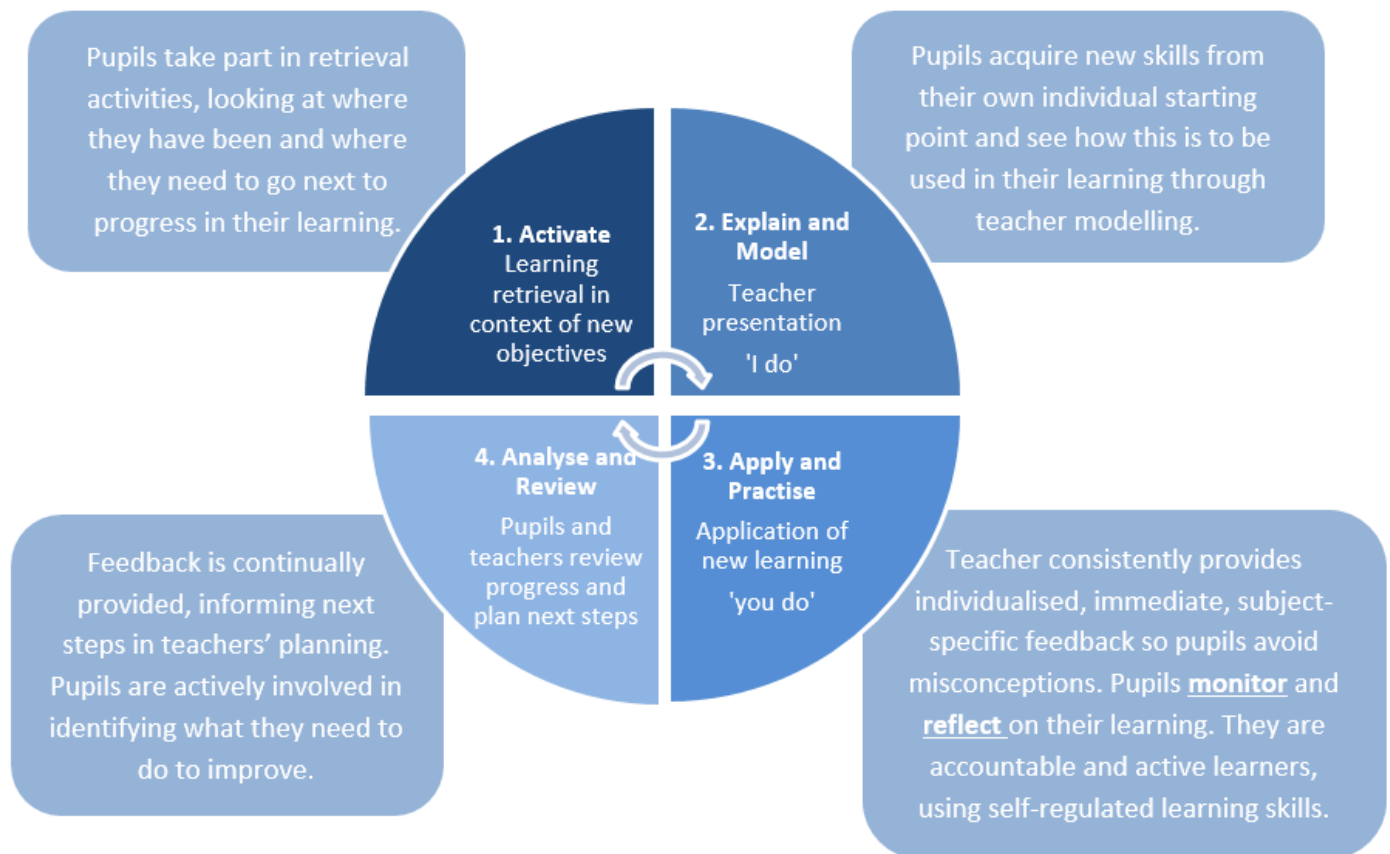 Pupils take part in retrieval
activities, looking at where
they have been and where
they need to go next to
progress in their learning.
Pupils acquire new skills from
their own individual starting
point and see how this is to be
used in their learning through
teacher modelling.
1. Activate
Learning
retrieval in
context of new
objectives
2. Explain and
Model
Teacher
presentation
'I do'
3. Apply and
Practise
Application of
new learning
'you do'
4. Analyse and
Review
Pupils and
teachers review
progress and
plan next steps
Feedback is continually
provided, informing next
steps in teachers’ planning.
Pupils are actively involved in
identifying what they need to
do to improve.
Teacher consistently provides
individualised, immediate, subject-
specific feedback so pupils avoid
misconceptions. Pupils monitor and
reflect on their learning. They are
accountable and active learners,
using self-regulated learning skills.